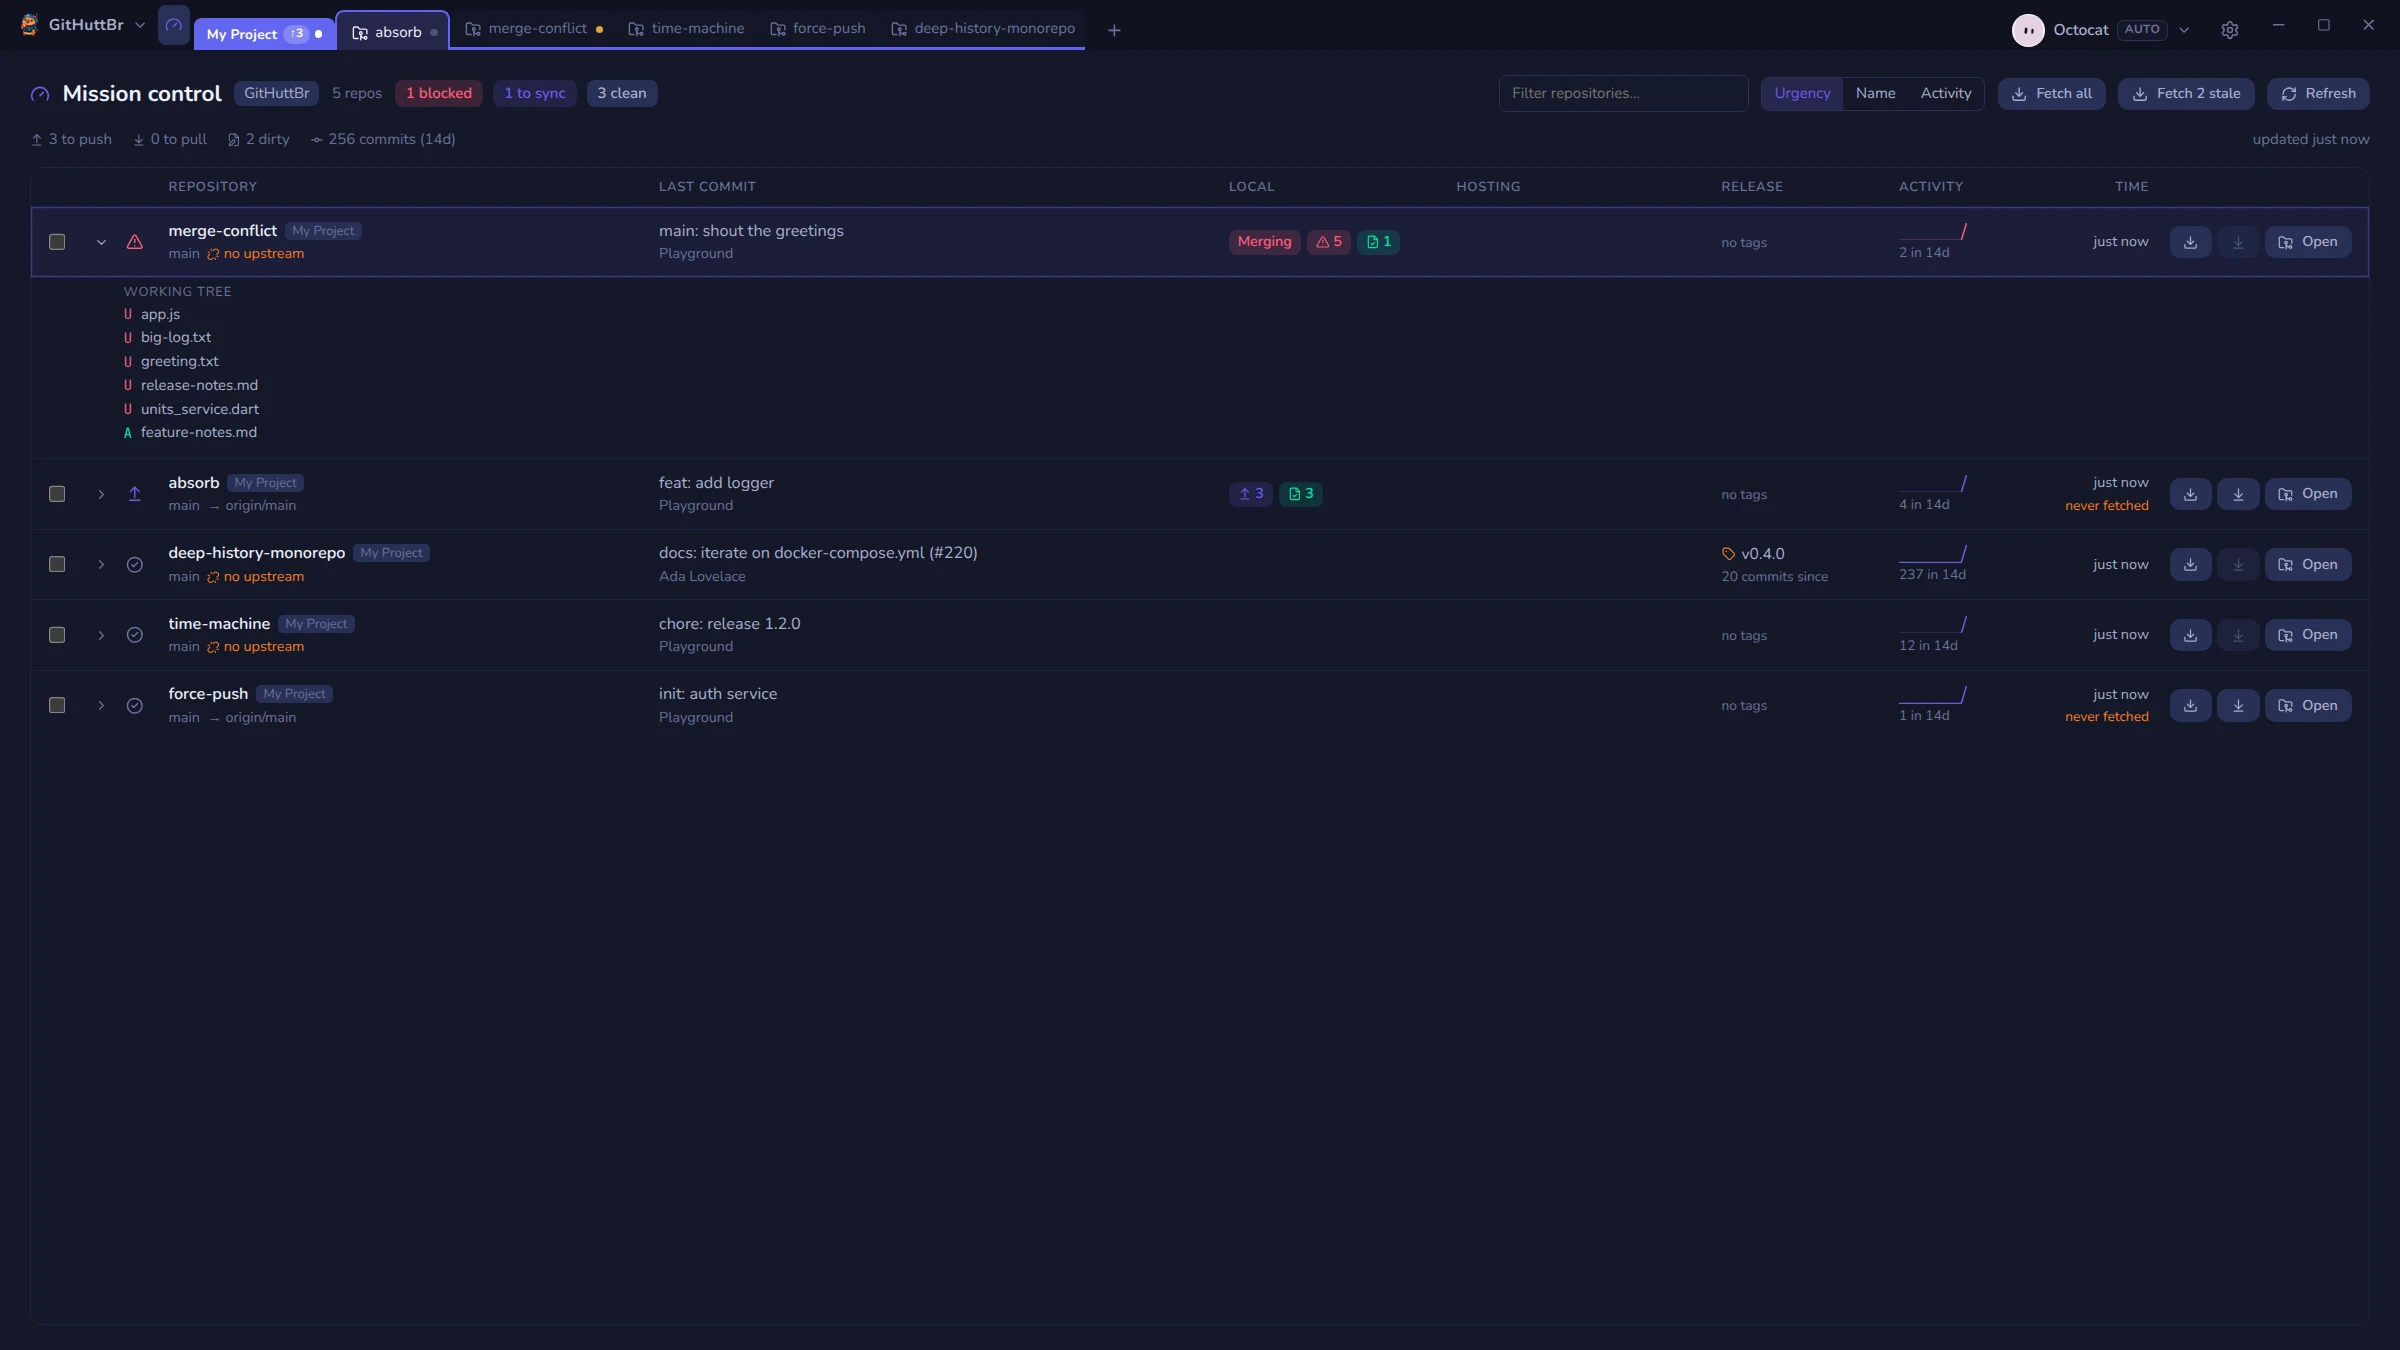 GitHuttBr
My Project ↑3
absorb
merge-conflict
time-machine
force-push
deep-history-monorepo
Octocat AUTO
Mission control GitHuttBr 5 repos 1 blocked 1 to sync 3 clean
Filter repositories... Urgency Name Activity Fetch all Fetch 2 stale Refresh
3 to push 0 to pull 2 dirty 256 commits (14d) updated just now
REPOSITORY LAST COMMIT LOCAL HOSTING RELEASE ACTIVITY TIME
merge-conflict My Project main: shout the greetings Merging 5 1 no tags just now Open
main no upstream Playground 2 in 14d
WORKING TREE
U app.js
U big-log.txt
U greeting.txt
U release-notes.md
U units_service.dart
A feature-notes.md
absorb My Project feat: add logger 3 3 no tags just now Open
main → origin/main Playground 4 in 14d never fetched
deep-history-monorepo My Project docs: iterate on docker-compose.yml (#220) v0.4.0 just now Open
main no upstream Ada Lovelace 20 commits since 237 in 14d
time-machine My Project chore: release 1.2.0 no tags just now Open
main no upstream Playground 12 in 14d
force-push My Project init: auth service no tags just now Open
main → origin/main Playground 1 in 14d never fetched